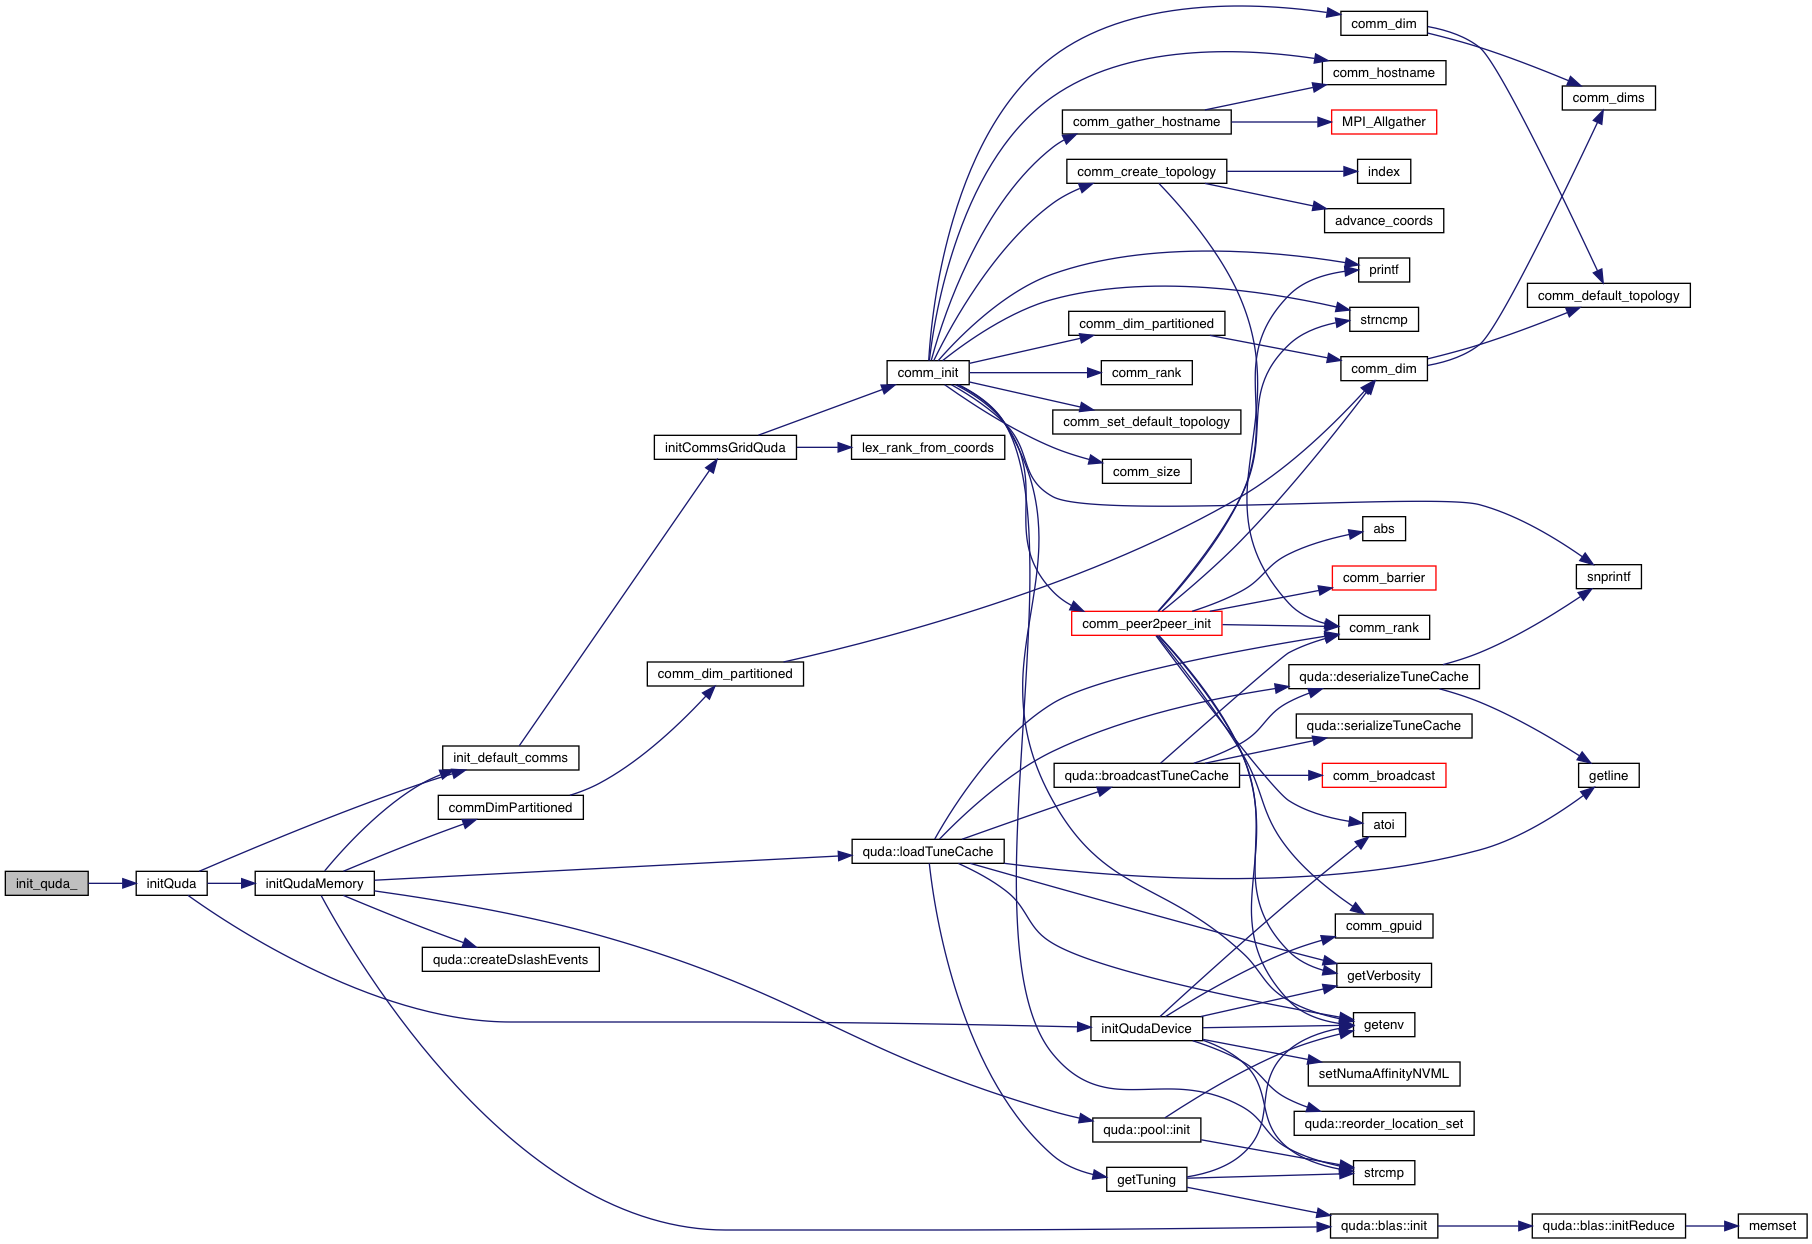 comm_dim
comm_hostname
comm_dims
comm_gather_hostname
MPI_Allgather
comm_create_topology
index
advance_coords
printf
comm_default_topology
comm_dim_partitioned
strncmp
comm_init
comm_rank
comm_dim
comm_set_default_topology
initCommsGridQuda
lex_rank_from_coords
comm_size
abs
comm_barrier
snprintf
comm_peer2peer_init
comm_rank
comm_dim_partitioned
quda::deserializeTuneCache
quda::serializeTuneCache
init_default_comms
quda::broadcastTuneCache
comm_broadcast
getline
commDimPartitioned
atoi
quda::loadTuneCache
init_quda_
initQuda
initQudaMemory
comm_gpuid
quda::createDslashEvents
getVerbosity
initQudaDevice
getenv
setNumaAffinityNVML
quda::pool::init
quda::reorder_location_set
getTuning
strcmp
quda::blas::init
quda::blas::initReduce
memset